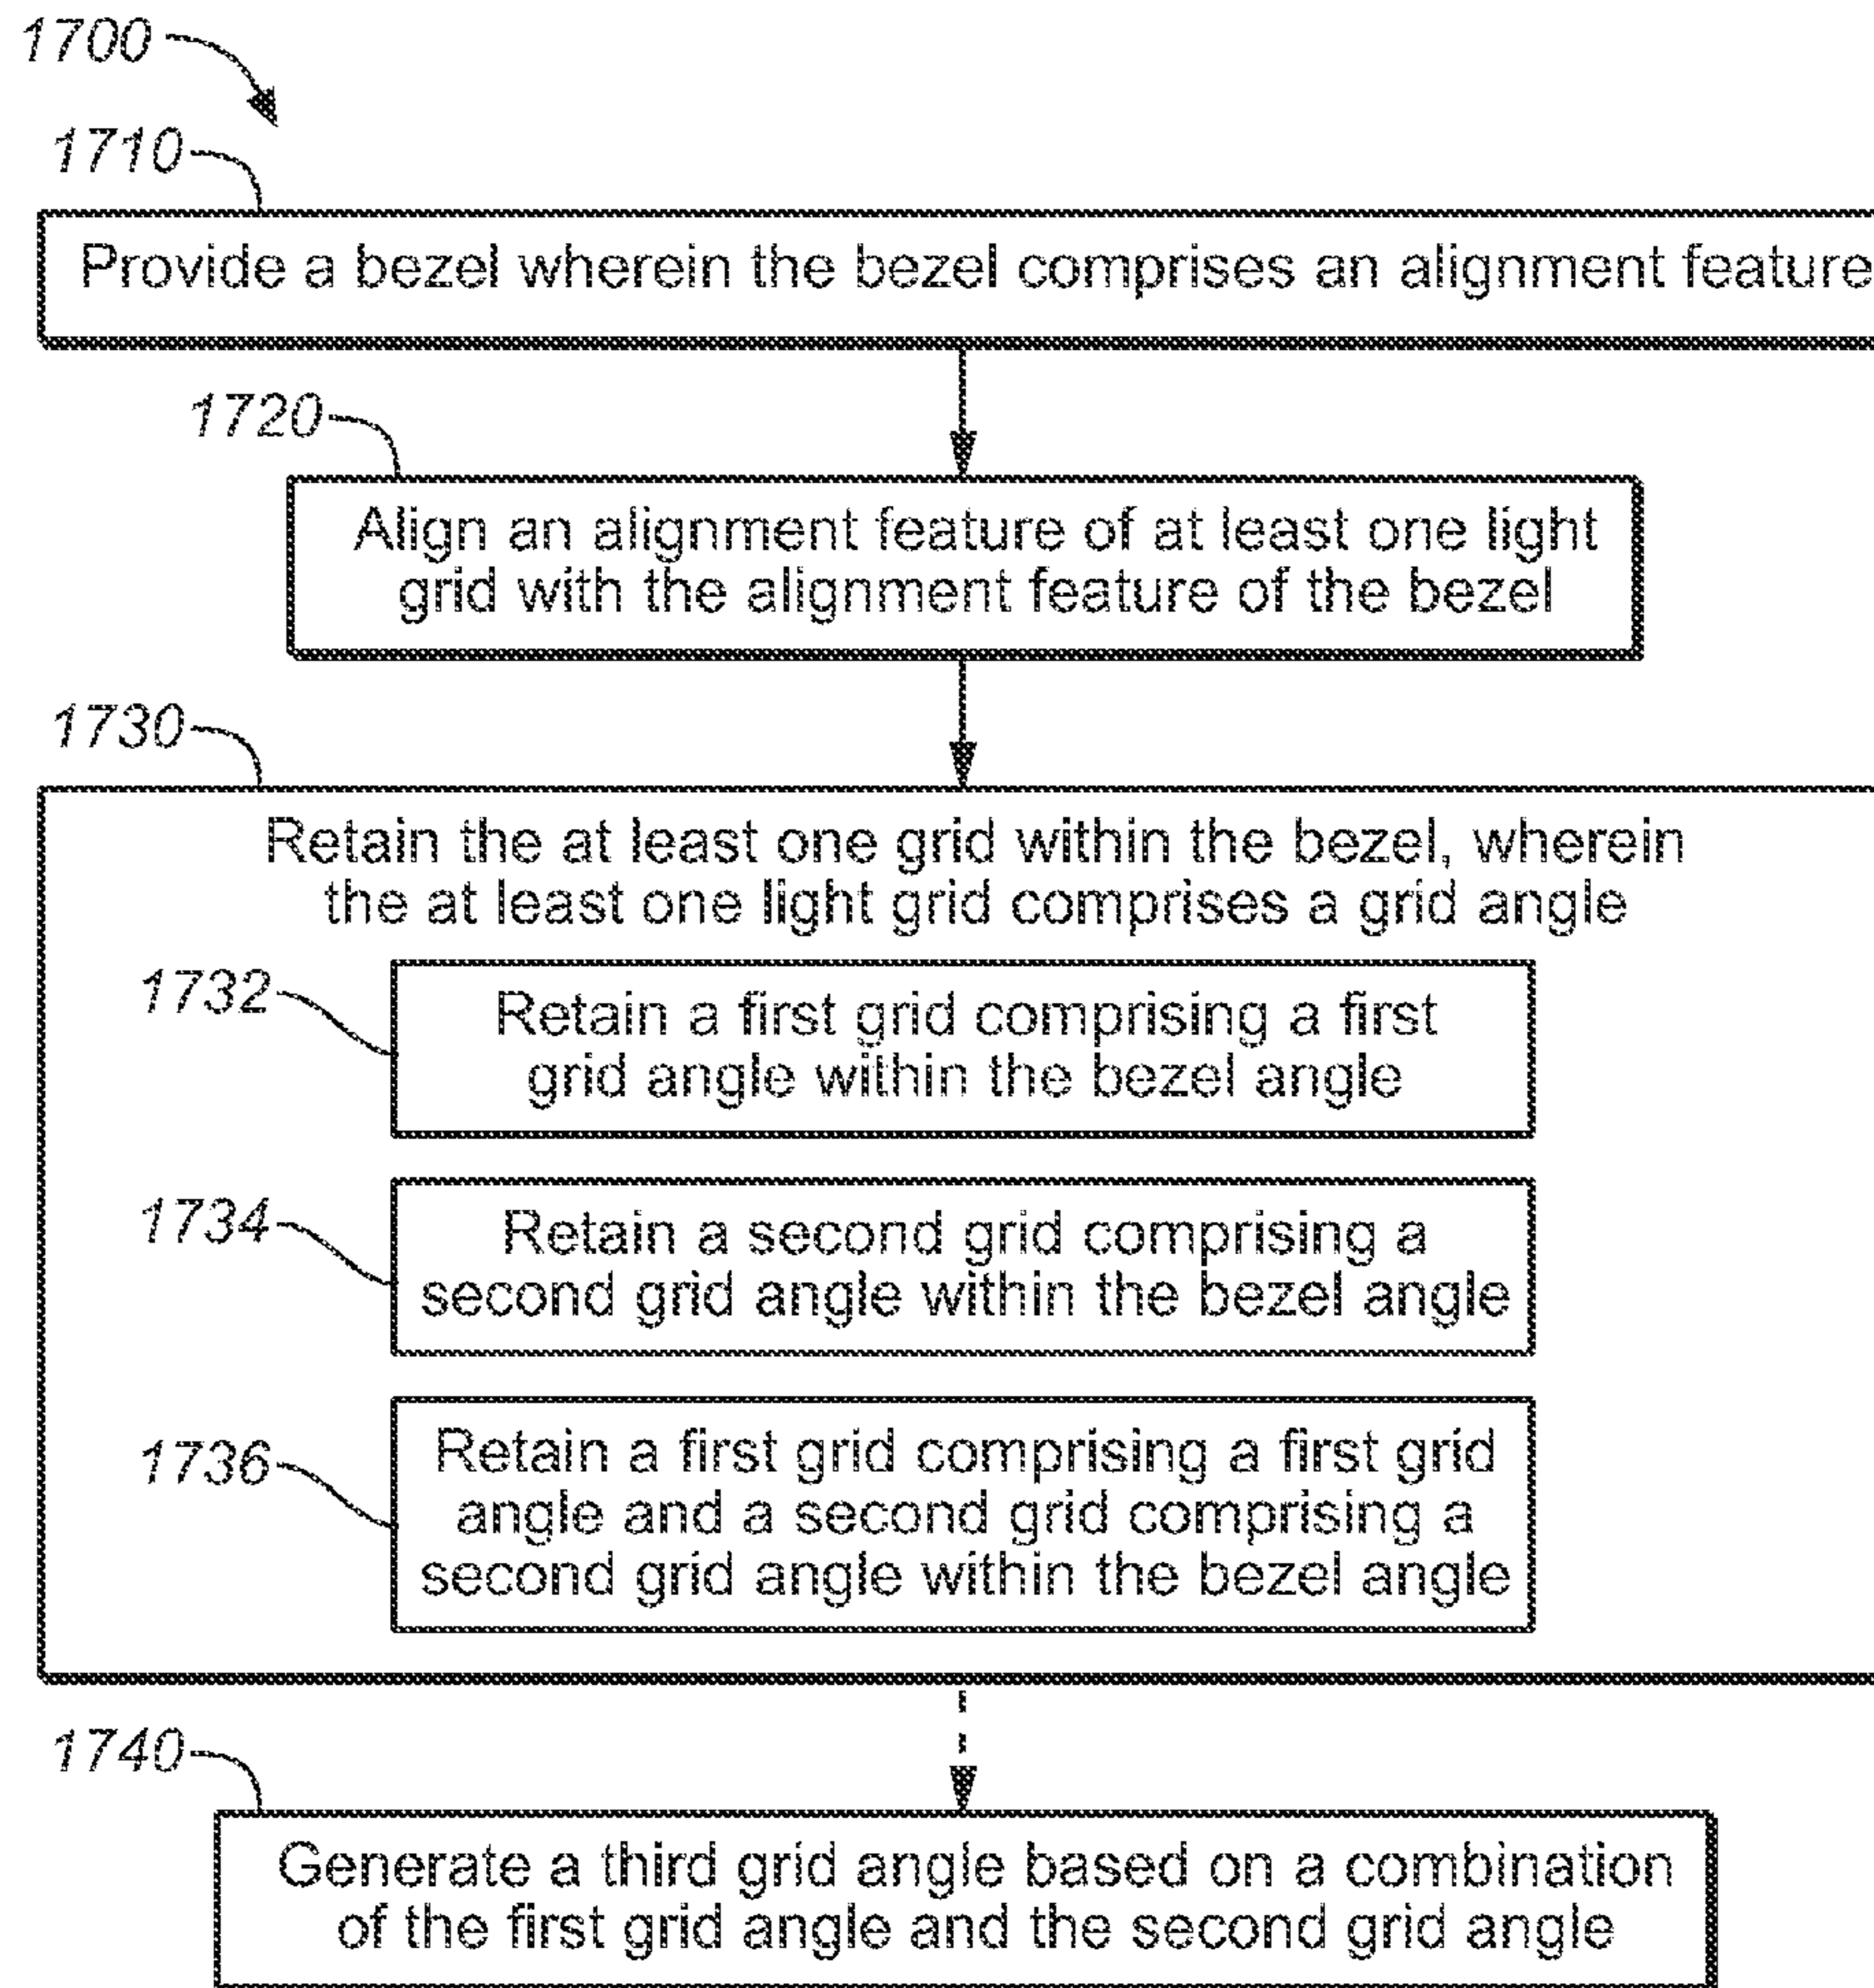 1700
1710
Provide a bezel wherein the bezel comprises an alignment feature
1720
Align an alignment feature of at least one light
grid with the alignment feature of the bezel
1730
Retain the at least one grid within the bezel, wherein
the at least one light grid comprises a grid angle
1732
Retain a first grid comprising a first
grid angle within the bezel angle
1734
Retain a second grid comprising a
second grid angle within the bezel angle
1736
Retain a first grid comprising a first grid
angle and a second grid comprising a
second grid angle within the bezel angle
1740
Generate a third grid angle based on a combination
of the first grid angle and the second grid angle